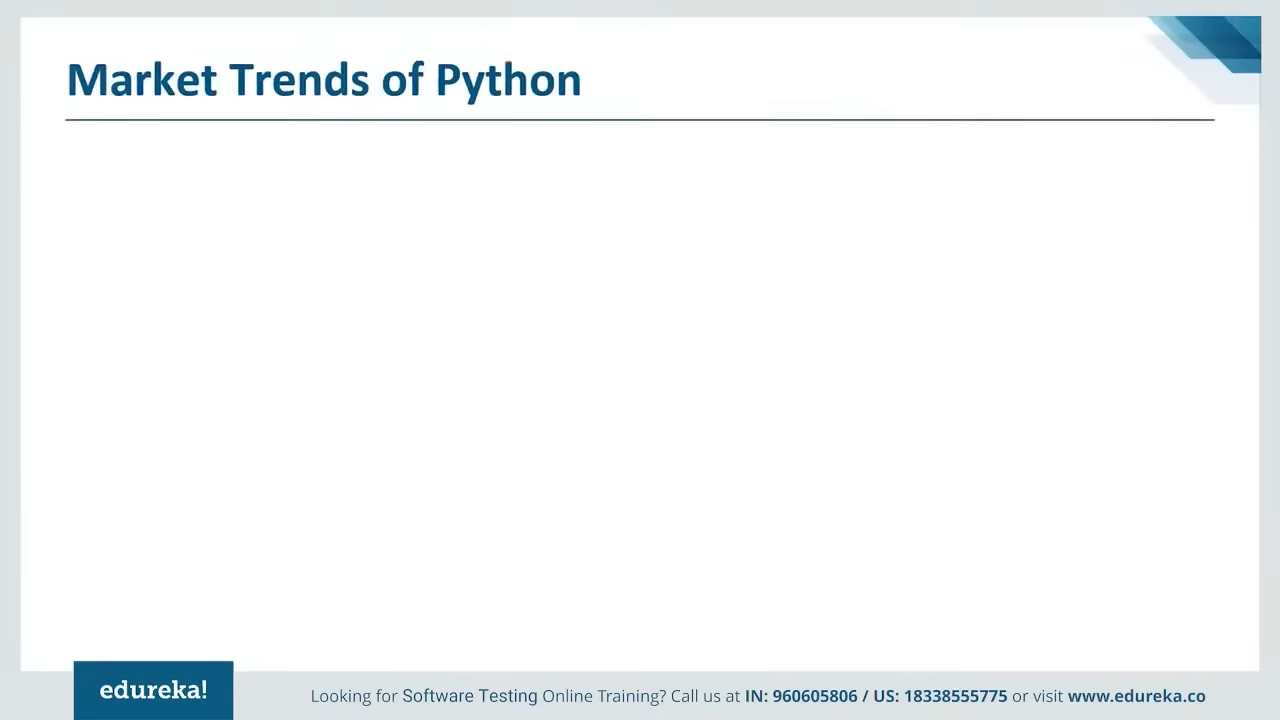 Market Trends of Python
edureka!
Looking for Software Testing Online Training? Call us at IN: 960605806 / US: 18338555775 or visit www.edureka.co